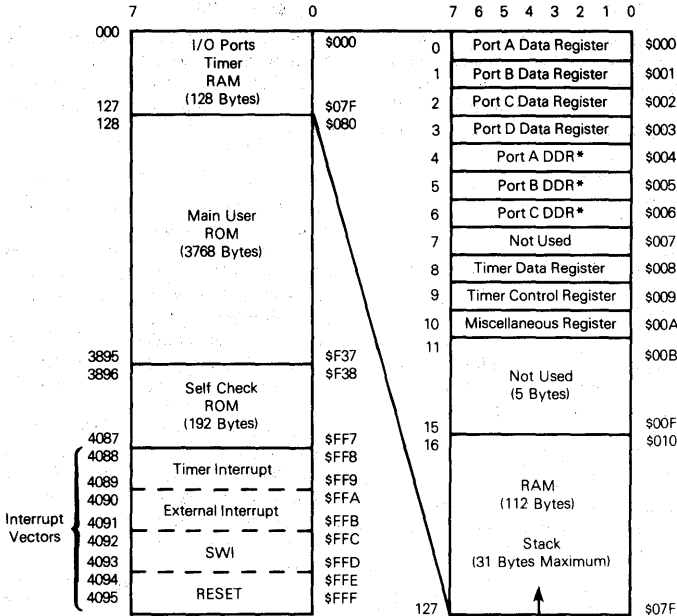 7 0
000
I/O Ports
Timer
RAM
(128 Bytes)
$000
127
$07F
128
$080
Main User
ROM
(3768 Bytes)
3895
$F37
3896
$F38
Self Check
ROM
(192 Bytes)
4087
$FF7
4088
$FF8
Timer Interrupt
4089
$FF9
4090
$FFA
External Interrupt
4091
$FFB
4092
$FFC
SWI
4093
$FFD
4094
$FFE
RESET
4095
$FFF
Interrupt
Vectors
7 6 5 4 3 2 1 0
0 Port A Data Register $000
1 Port B Data Register $001
2 Port C Data Register $002
3 Port D Data Register $003
4 Port A DDR* $004
5 Port B DDR* $005
6 Port C DDR* $006
7 Not Used $007
8 Timer Data Register $008
9 Timer Control Register $009
10 Miscellaneous Register $00A
11 $00B
Not Used
(5 Bytes)
15 $00F
16 $010
RAM
(112 Bytes)
Stack
(31 Bytes Maximum)
127 $07F